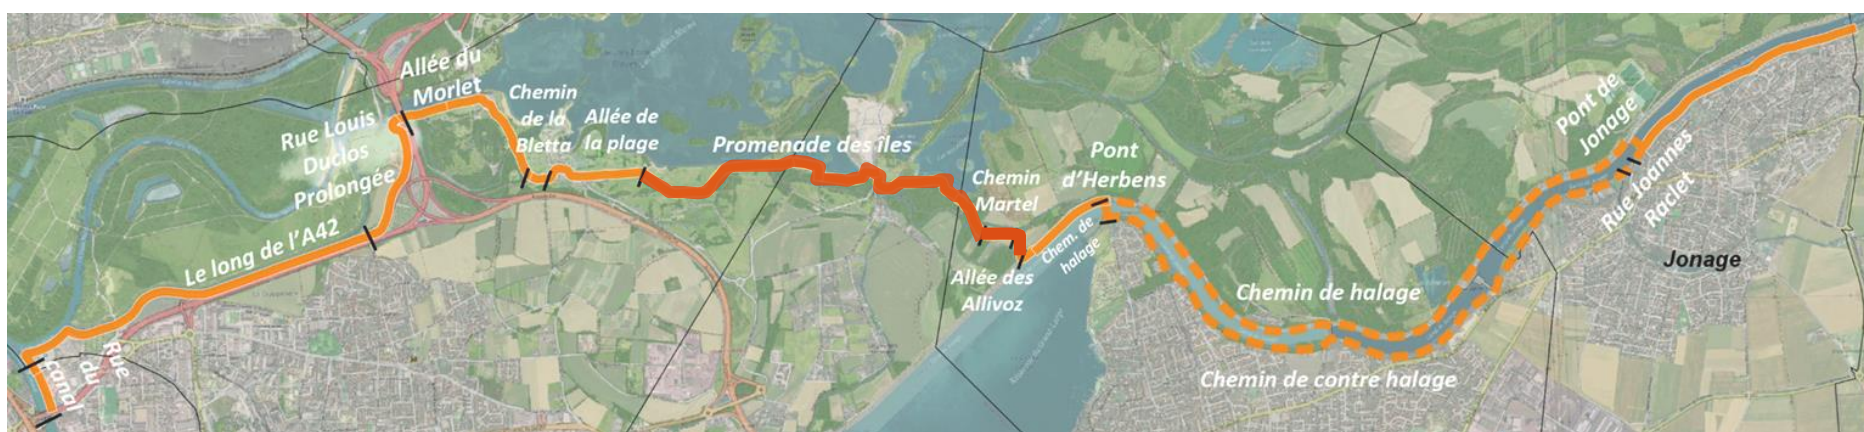 Allée du
Morlet
Rue Louis
Duclos
Prolongée
Le long de l'A42
Rue
du
Canal
Chemin
de la
Bletta
Allée de
la plage
Promenade des îles
Chemin
Martel
Allée des
Allivoz
Chem. de
halage
Pont
d'Herbens
Chemin de halage
Chemin de contre halage
Pont de
Jonage
Rue Joannes
Raclet
Jonage